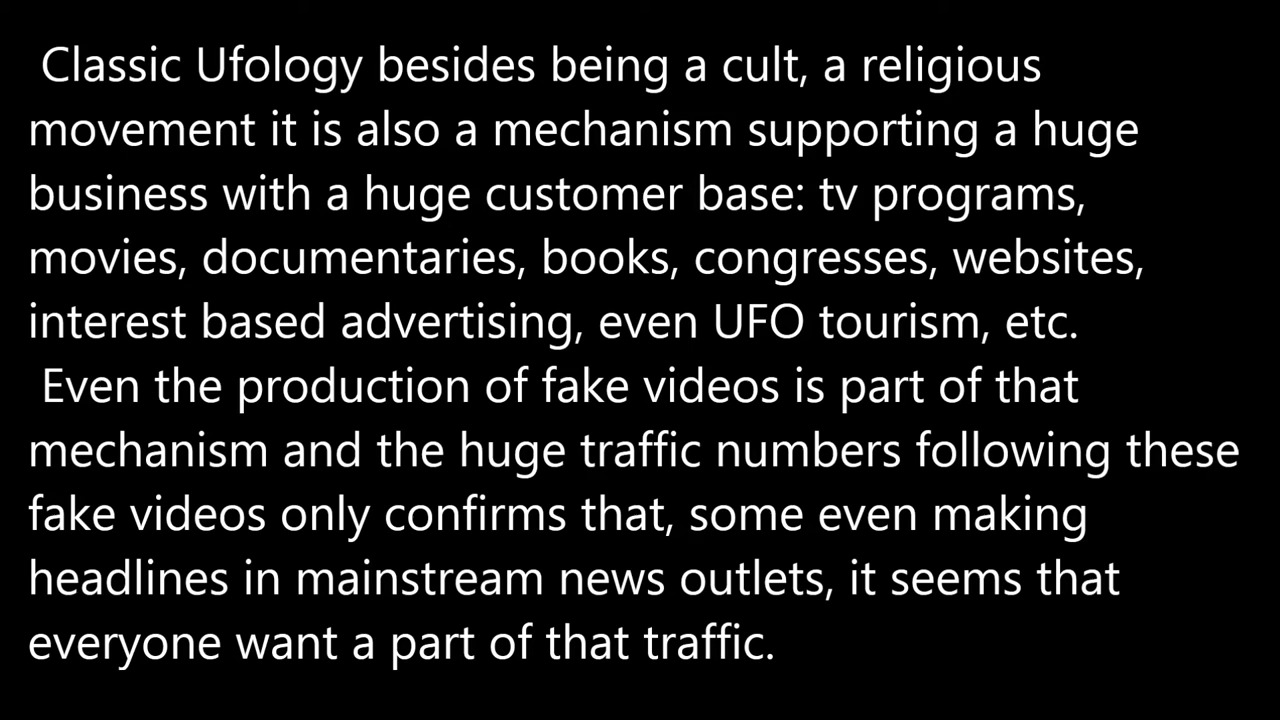 Classic Ufology besides being a cult, a religious
movement it is also a mechanism supporting a huge
business with a huge customer base: tv programs,
movies, documentaries, books, congresses, websites,
interest based advertising, even UFO tourism, etc.
Even the production of fake videos is part of that
mechanism and the huge traffic numbers following these
fake videos only confirms that, some even making
headlines in mainstream news outlets, it seems that
everyone want a part of that traffic.